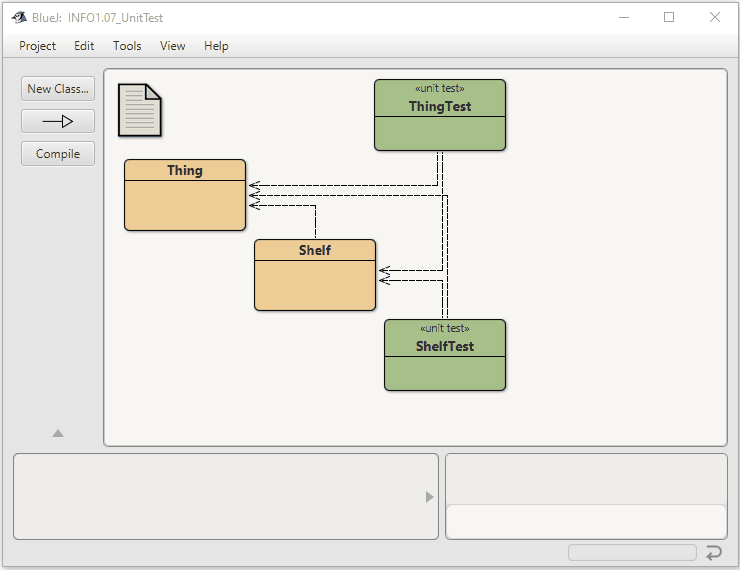 BlueJ: INFO1.07_UnitTest
Project Edit Tools View Help
New Class...
Compile
«unit test»
ThingTest
Thing
Shelf
«unit test»
ShelfTest